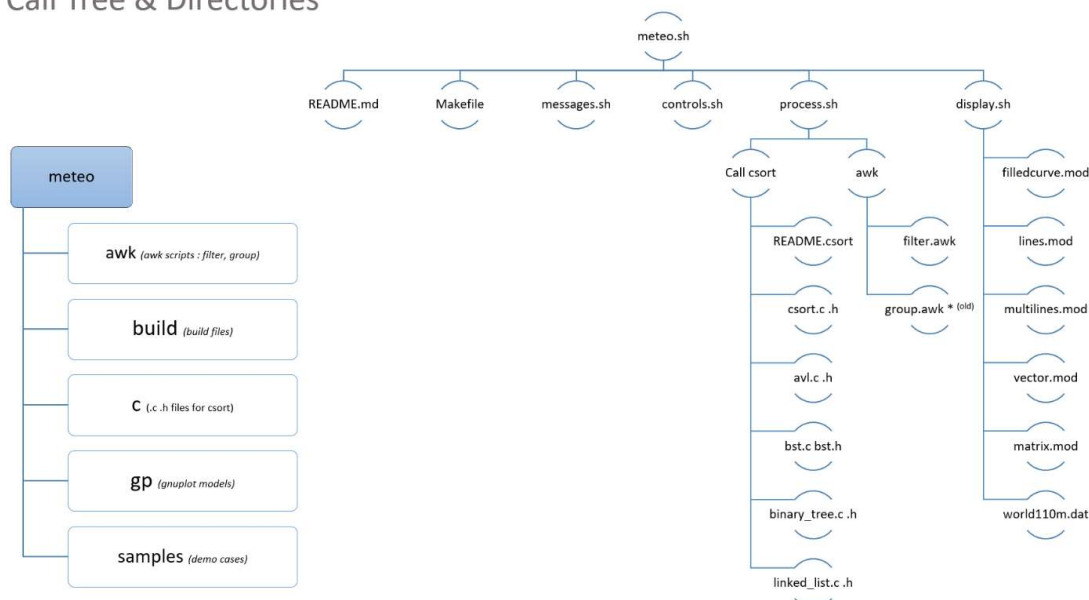 Call Tree & Directories
meteo.sh
README.md
Makefile
messages.sh
controls.sh
process.sh
display.sh
meteo
awk (awk scripts : filter, group)
build (build files)
C (.c .h files for csort)
gp (gnuplot models)
samples (demo cases)
Call csort
awk
README.csort
csort.c .h
avl.c .h
bst.c bst.h
binary_tree.c .h
linked_list.c .h
filter.awk
group.awk * (old)
filledcurve.mod
lines.mod
multilines.mod
vector.mod
matrix.mod
world110m.dat